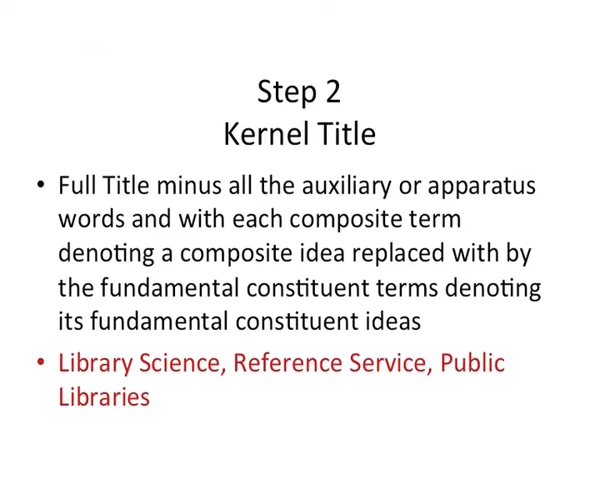 Step 2
Kernel Title
• Full Title minus all the auxiliary or apparatus
words and with each composite term
denoting a composite idea replaced with by
the fundamental constituent terms denoting
its fundamental constituent ideas
• Library Science, Reference Service, Public
Libraries